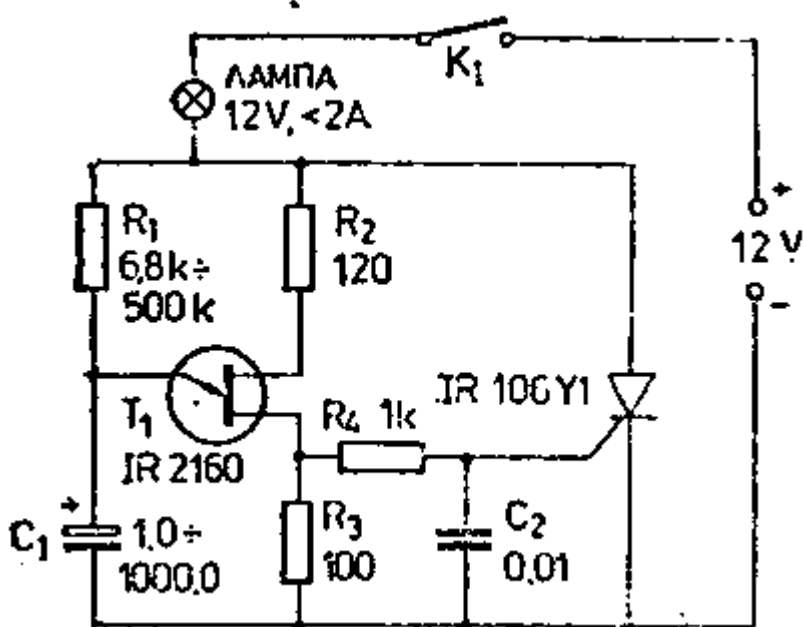 ЛАМПА
12V, <2A
K1
+
12 V
-
R1
6,8k÷
500k
R2
120
T1
IR 2160
R4 1k
IR 106Y1
+
C1
1,0÷
1000,0
R3
100
C2
0,01